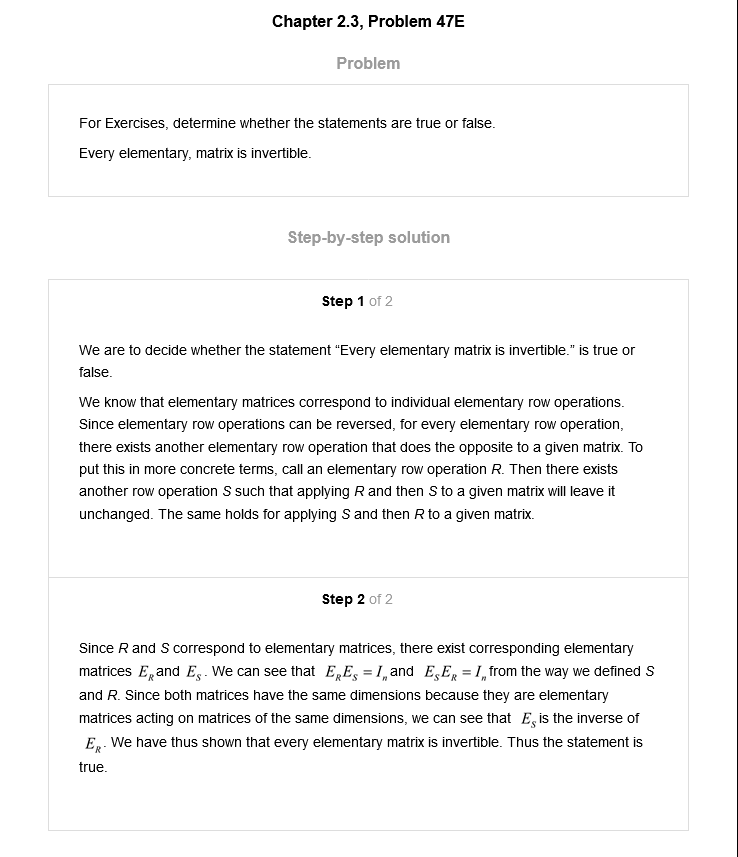 Chapter 2.3, Problem 47E
Problem
For Exercises, determine whether the statements are true or false.
Every elementary, matrix is invertible.
Step-by-step solution
Step 1 of 2
We are to decide whether the statement “Every elementary matrix is invertible.” is true or
false.
We know that elementary matrices correspond to individual elementary row operations.
Since elementary row operations can be reversed, for every elementary row operation,
there exists another elementary row operation that does the opposite to a given matrix. To
put this in more concrete terms, call an elementary row operation R. Then there exists
another row operation S such that applying R and then S to a given matrix will leave it
unchanged. The same holds for applying S and then R to a given matrix.
Step 2 of 2
Since R and S correspond to elementary matrices, there exist corresponding elementary
matrices E_R and E_S. We can see that E_R E_S = I_n and E_S E_R = I_n from the way we defined S
and R. Since both matrices have the same dimensions because they are elementary
matrices acting on matrices of the same dimensions, we can see that E_S is the inverse of
E_R. We have thus shown that every elementary matrix is invertible. Thus the statement is
true.